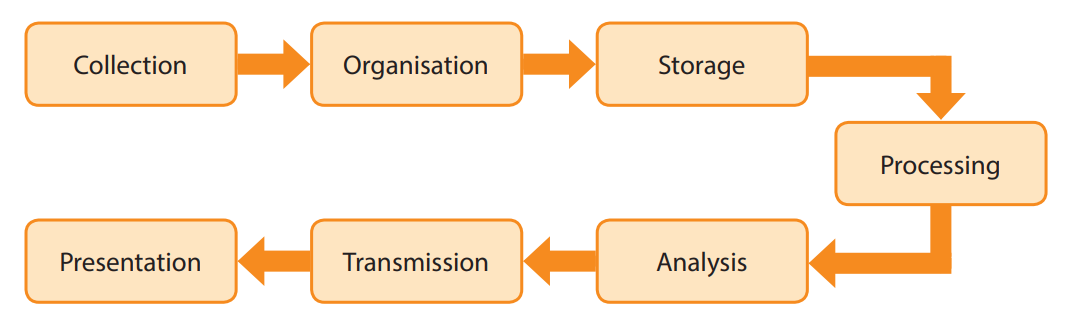 Collection
Organisation
Storage
Processing
Analysis
Transmission
Presentation